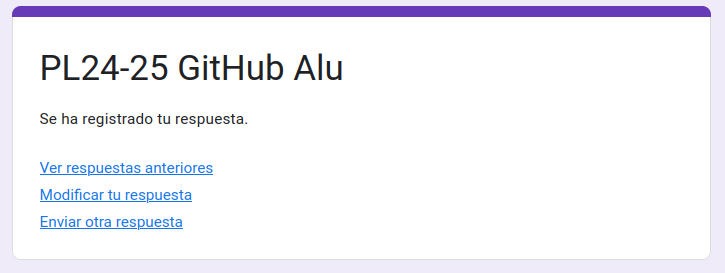 PL24-25 GitHub Alu
Se ha registrado tu respuesta.
Ver respuestas anteriores
Modificar tu respuesta
Enviar otra respuesta